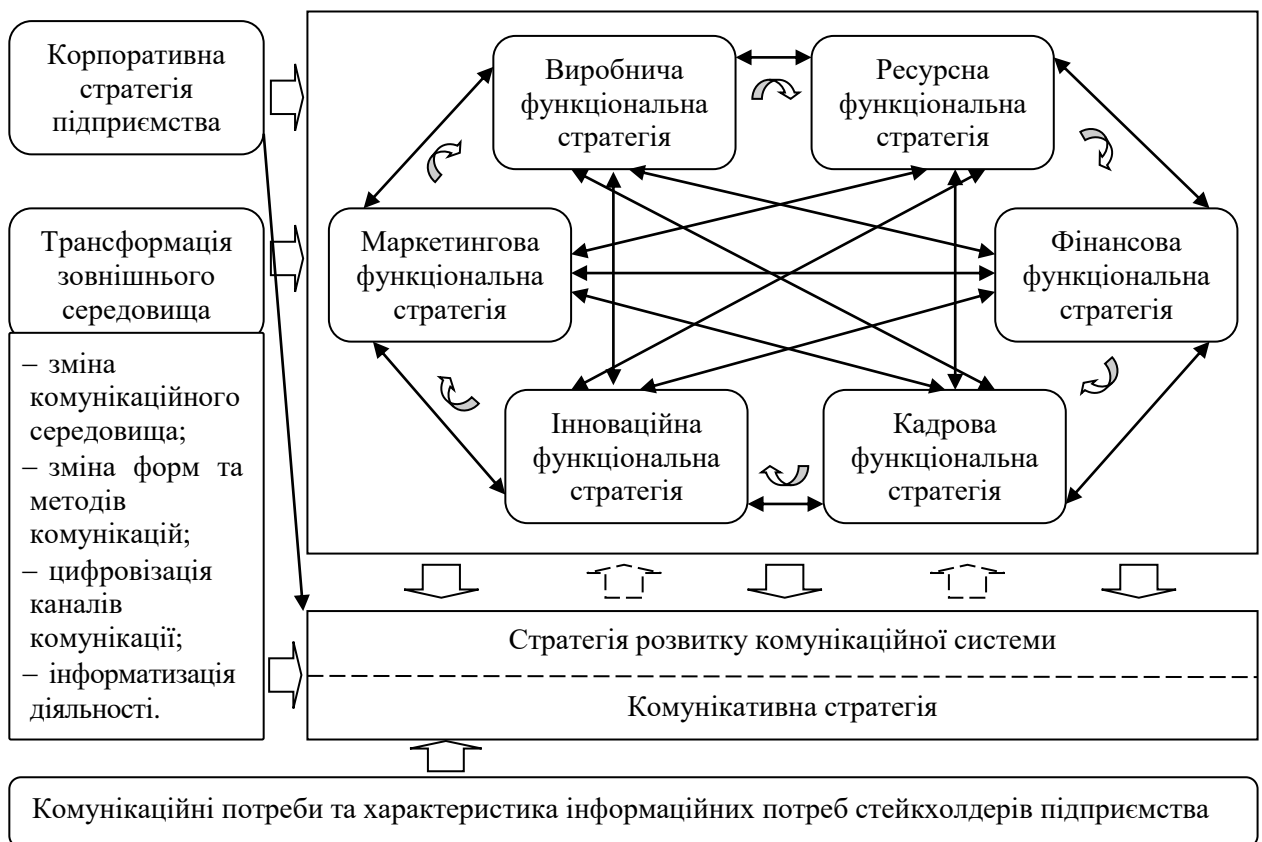 Корпоративна
стратегія
підприємства
Трансформація
зовнішнього
середовища
– зміна
комунікаційного
середовища;
– зміна форм та
методів
комунікацій;
– цифровізація
каналів
комунікації;
– інформатизація
діяльності.
Виробнича
функціональна
стратегія
Ресурсна
функціональна
стратегія
Маркетингова
функціональна
стратегія
Фінансова
функціональна
стратегія
Інноваційна
функціональна
стратегія
Кадрова
функціональна
стратегія
Стратегія розвитку комунікаційної системи
Комунікативна стратегія
Комунікаційні потреби та характеристика інформаційних потреб стейкхолдерів підприємства